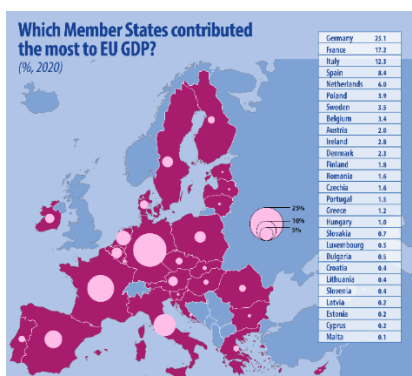 Which Member States contributed
the most to EU GDP?
(%, 2020)
Germany 25.1
France 17.2
Italy 12.3
Spain 8.4
Netherlands 6.0
Poland 3.9
Sweden 3.5
Belgium 3.4
Austria 2.8
Ireland 2.8
Denmark 2.3
Finland 1.8
Romania 1.6
Czechia 1.6
Portugal 1.5
Greece 1.2
Hungary 1.0
Slovakia 0.7
Luxembourg 0.5
Bulgaria 0.5
Croatia 0.4
Lithuania 0.4
Slovenia 0.4
Latvia 0.2
Estonia 0.2
Cyprus 0.2
Malta 0.1
25%
10%
5%